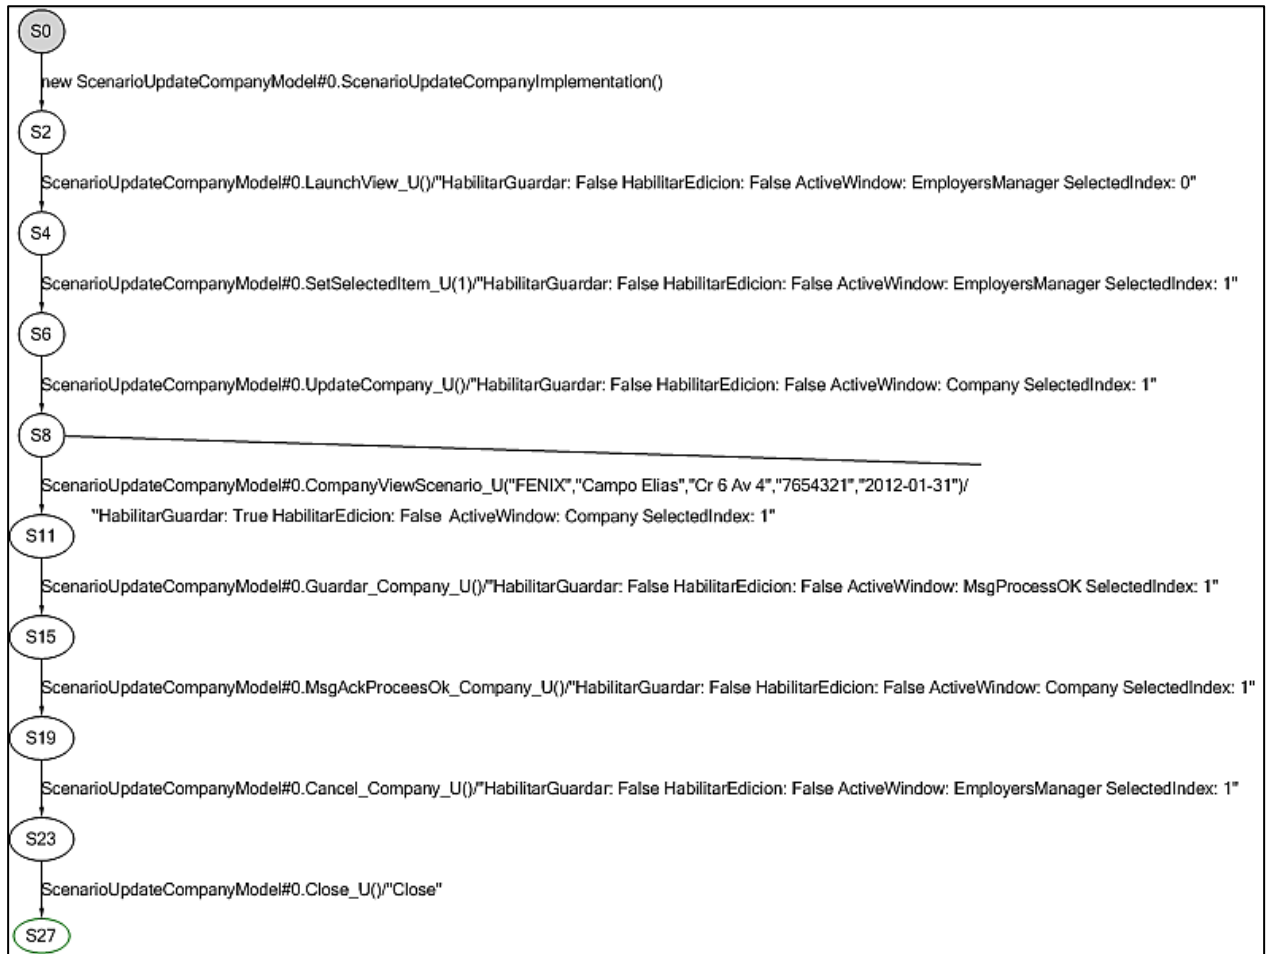 S0
new ScenarioUpdateCompanyModel#0.ScenarioUpdateCompanyImplementation()
S2
ScenarioUpdateCompanyModel#0.LaunchView_U()/"HabilitarGuardar: False HabilitarEdicion: False ActiveWindow: EmployersManager SelectedIndex: 0"
S4
ScenarioUpdateCompanyModel#0.SetSelectedItem_U(1)/"HabilitarGuardar: False HabilitarEdicion: False ActiveWindow: EmployersManager SelectedIndex: 1"
S6
ScenarioUpdateCompanyModel#0.UpdateCompany_U()/"HabilitarGuardar: False HabilitarEdicion: False ActiveWindow: Company SelectedIndex: 1"
S8
ScenarioUpdateCompanyModel#0.CompanyViewScenario_U("FENIX","Campo Elias","Cr 6 Av 4","7654321","2012-01-31")/
"HabilitarGuardar: True HabilitarEdicion: False ActiveWindow: Company SelectedIndex: 1"
S11
ScenarioUpdateCompanyModel#0.Guardar_Company_U()/"HabilitarGuardar: False HabilitarEdicion: False ActiveWindow: MsgProcessOK SelectedIndex: 1"
S15
ScenarioUpdateCompanyModel#0.MsgAckProceesOk_Company_U()/"HabilitarGuardar: False HabilitarEdicion: False ActiveWindow: Company SelectedIndex: 1"
S19
ScenarioUpdateCompanyModel#0.Cancel_Company_U()/"HabilitarGuardar: False HabilitarEdicion: False ActiveWindow: EmployersManager SelectedIndex: 1"
S23
ScenarioUpdateCompanyModel#0.Close_U()/"Close"
S27